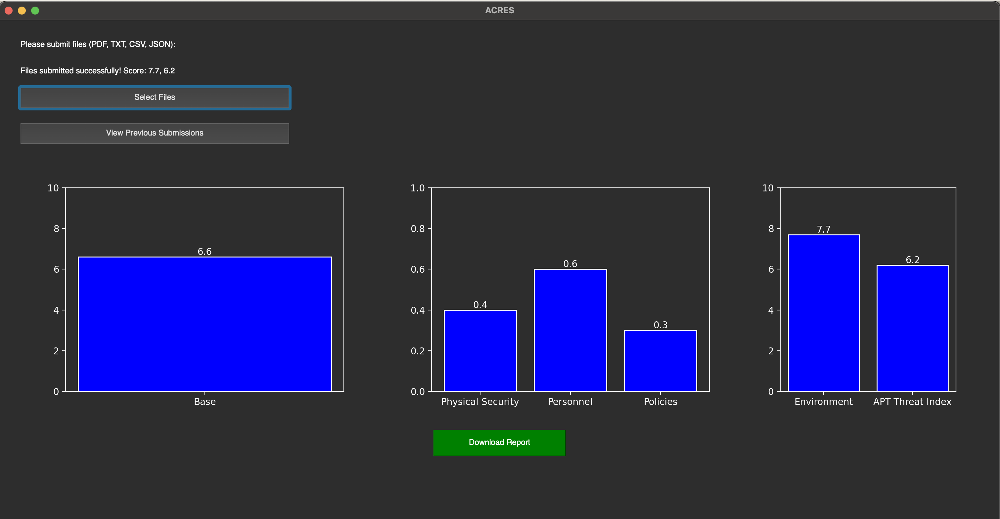 ACRES
Please submit files (PDF, TXT, CSV, JSON):
Files submitted successfully! Score: 7.7, 6.2
Select Files
View Previous Submissions
10
8
6
4
2
0
6.6
Base
1.0
0.8
0.6
0.4
0.2
0.0
0.4
0.6
0.3
Physical Security
Personnel
Policies
10
8
6
4
2
0
7.7
6.2
Environment
APT Threat Index
Download Report